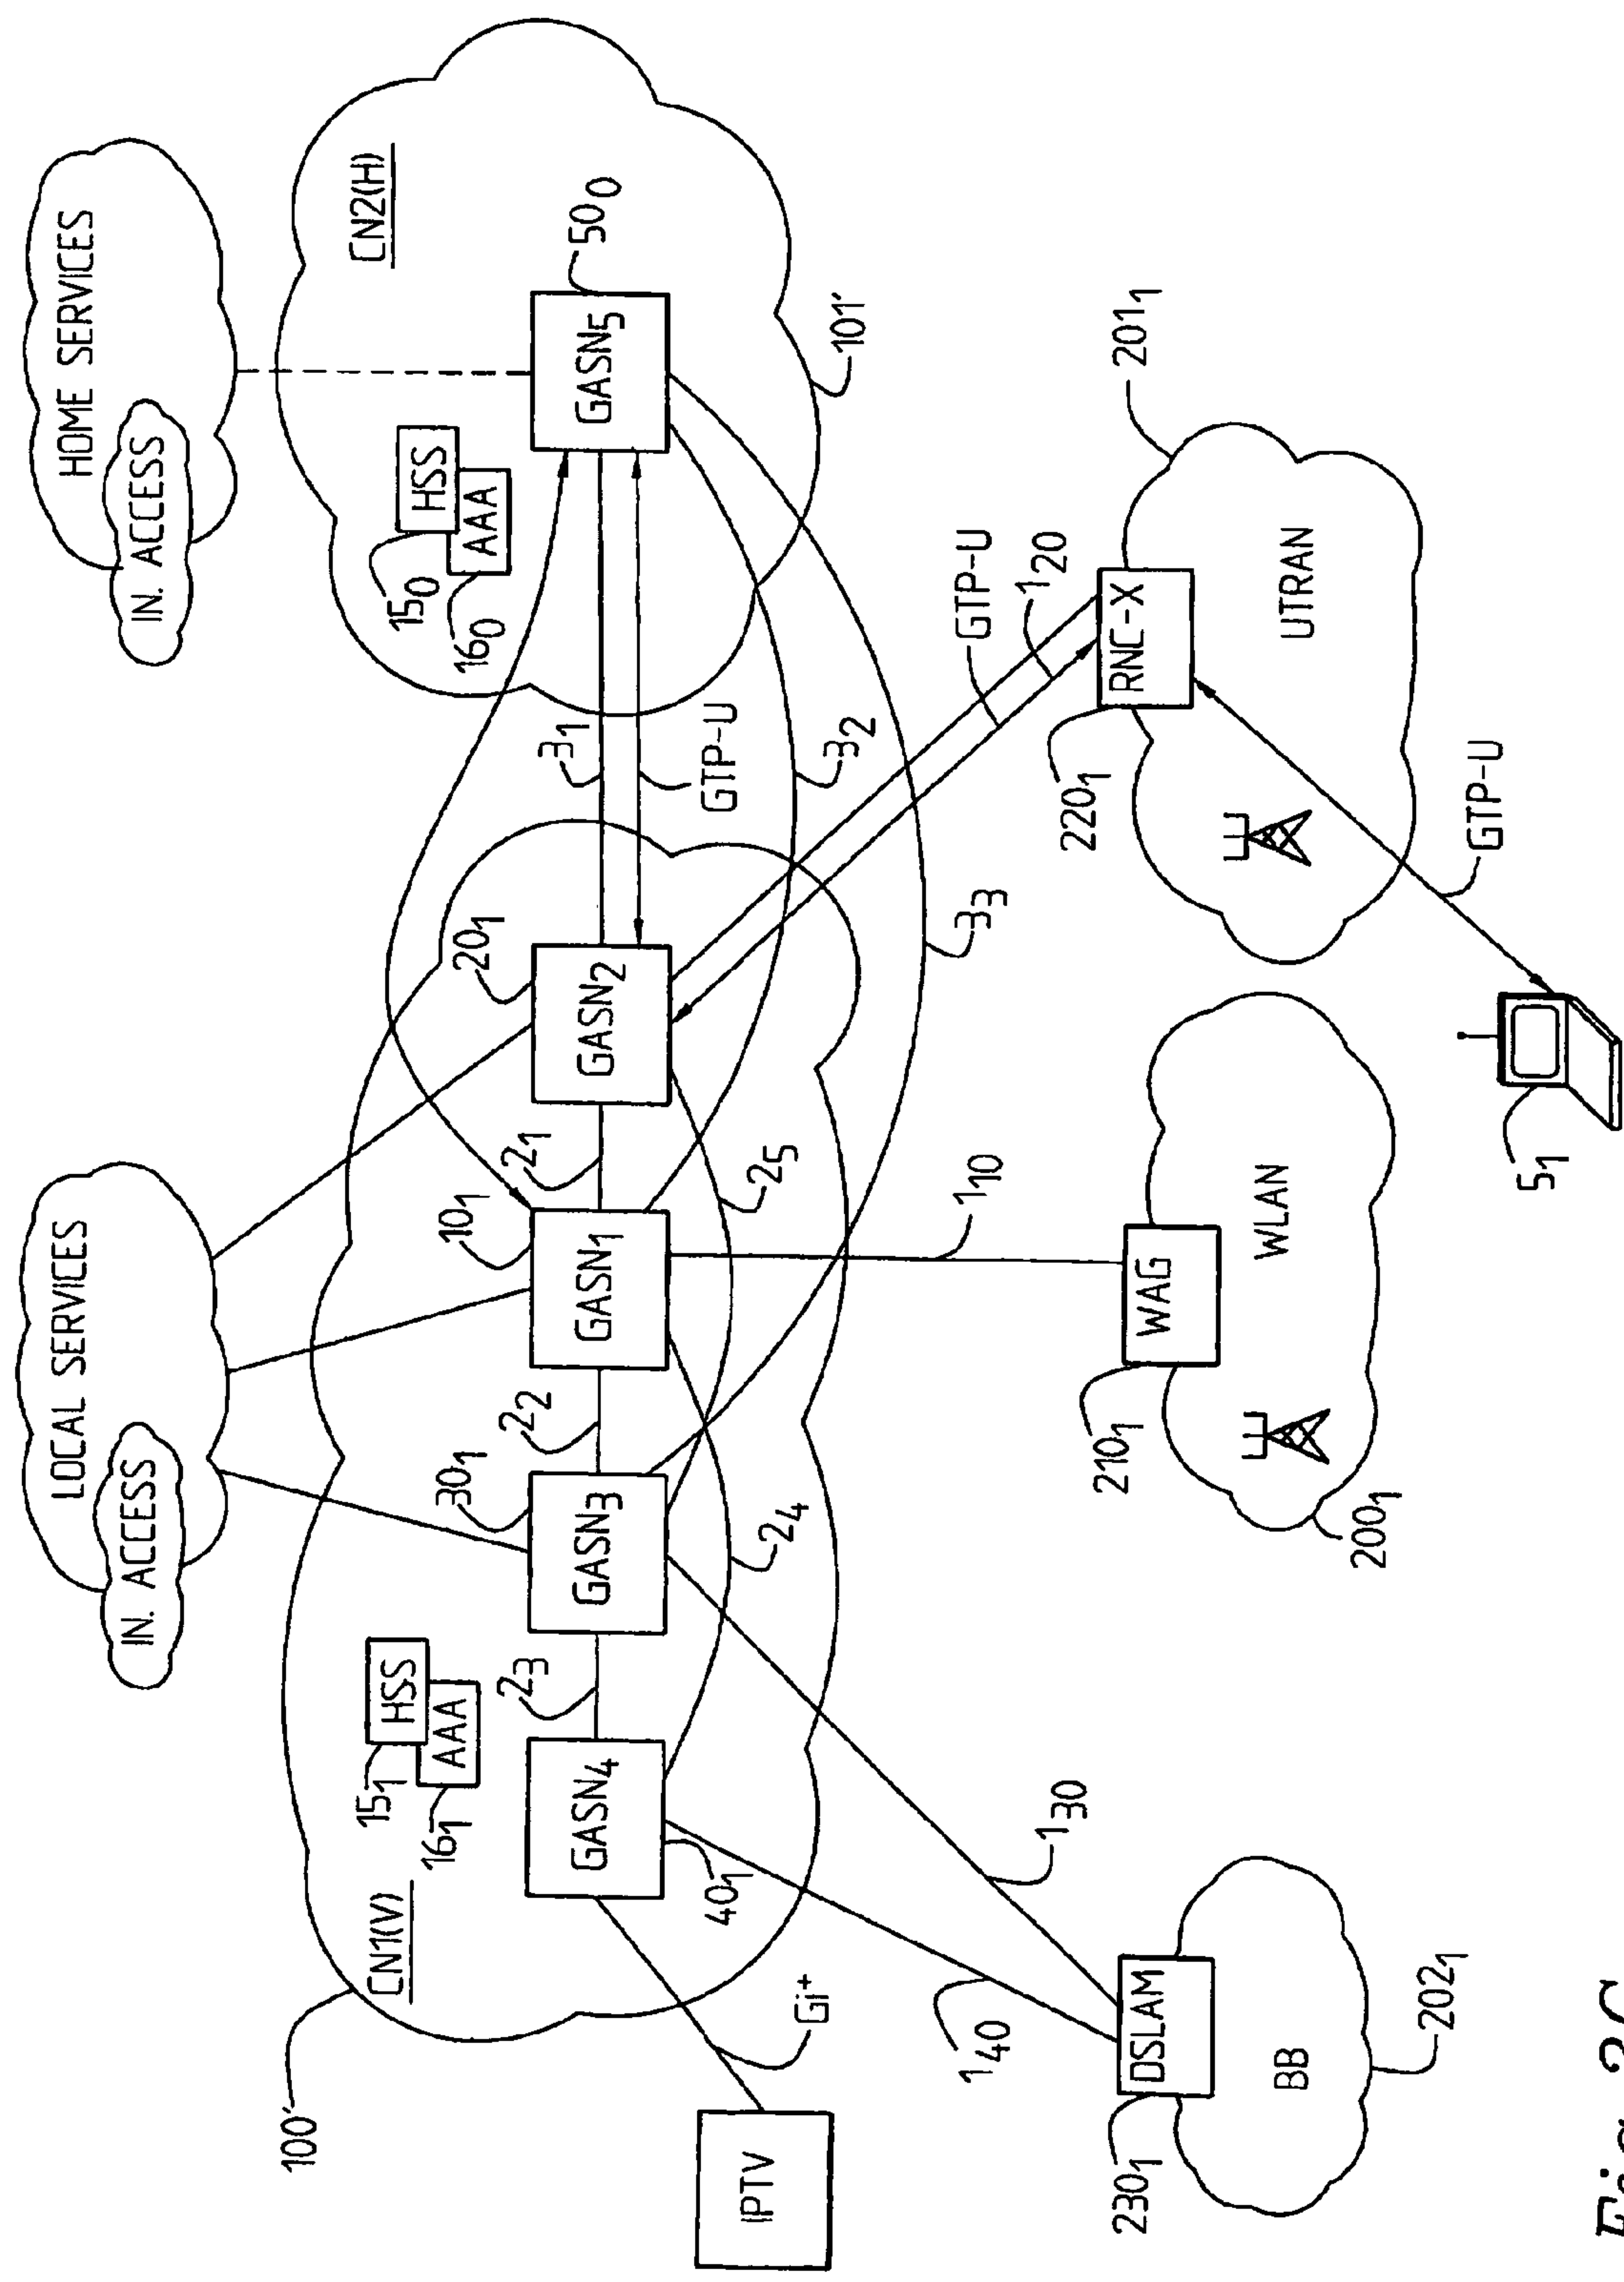 HOME SERVICES
IN. ACCESS
LOCAL SERVICES
IN. ACCESS
CN2(H)
HSS
AAA
15₀
16₀
GASN₅
50₀
101'
CN1(V)
100'
HSS
AAA
15₁
16₁
GASN₄
40₁
2₃
GASN₃
30₁
2₂
GASN₁
10₁
2₁
GASN₂
20₁
3₁
GTP-U
3₂
3₃
2₅
2₄
IPTV
Gi⁺
1₄₀
1₃₀
1₁₀
GTP-U
1₂₀
DSLAM
230₁
BB
202₁
WAG
210₁
WLAN
200₁
RNC-X
220₁
UTRAN
201₁
GTP-U
5₁